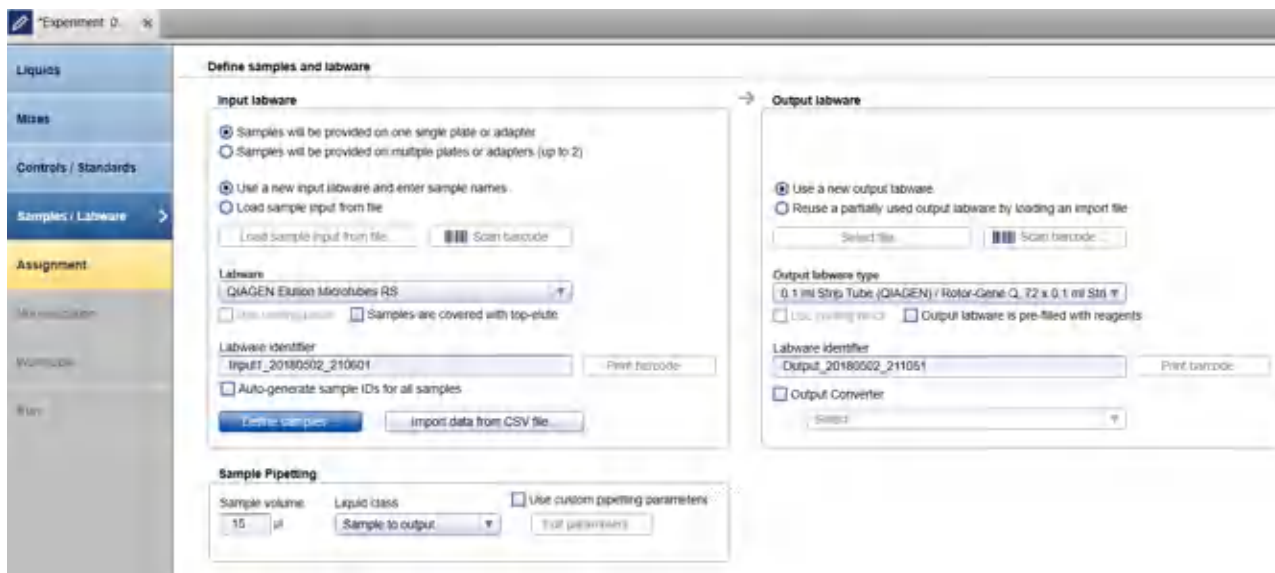 *Experiment 0...
Liquids
Mixes
Controls / Standards
Samples / Labware
Assignment
Normalization
Worktable
Run
Define samples and labware
Input labware
Samples will be provided on one single plate or adapter
Samples will be provided on multiple plates or adapters (up to 2)
Use a new input labware and enter sample names
Load sample input from file
Load sample input from file
Scan barcode
Labware
QIAGEN Elution Microtubes RS
Samples are covered with top-elute
Labware identifier
Input1_20180502_210601
Print barcode
Auto-generate sample IDs for all samples
Define samples
Import data from CSV file
Output labware
Use a new output labware
Reuse a partially used output labware by loading an import file
Select file
Scan barcode
Output labware type
0.1 ml Strip Tube (QIAGEN) / Rotor-Gene Q, 72 x 0.1 ml Stri
Output labware is pre-filled with reagents
Labware identifier
Output_20180502_211051
Print barcode
Output Converter
Select
Sample Pipetting
Sample volume
15 µl
Liquid class
Sample to output
Use custom pipetting parameters
Edit parameters